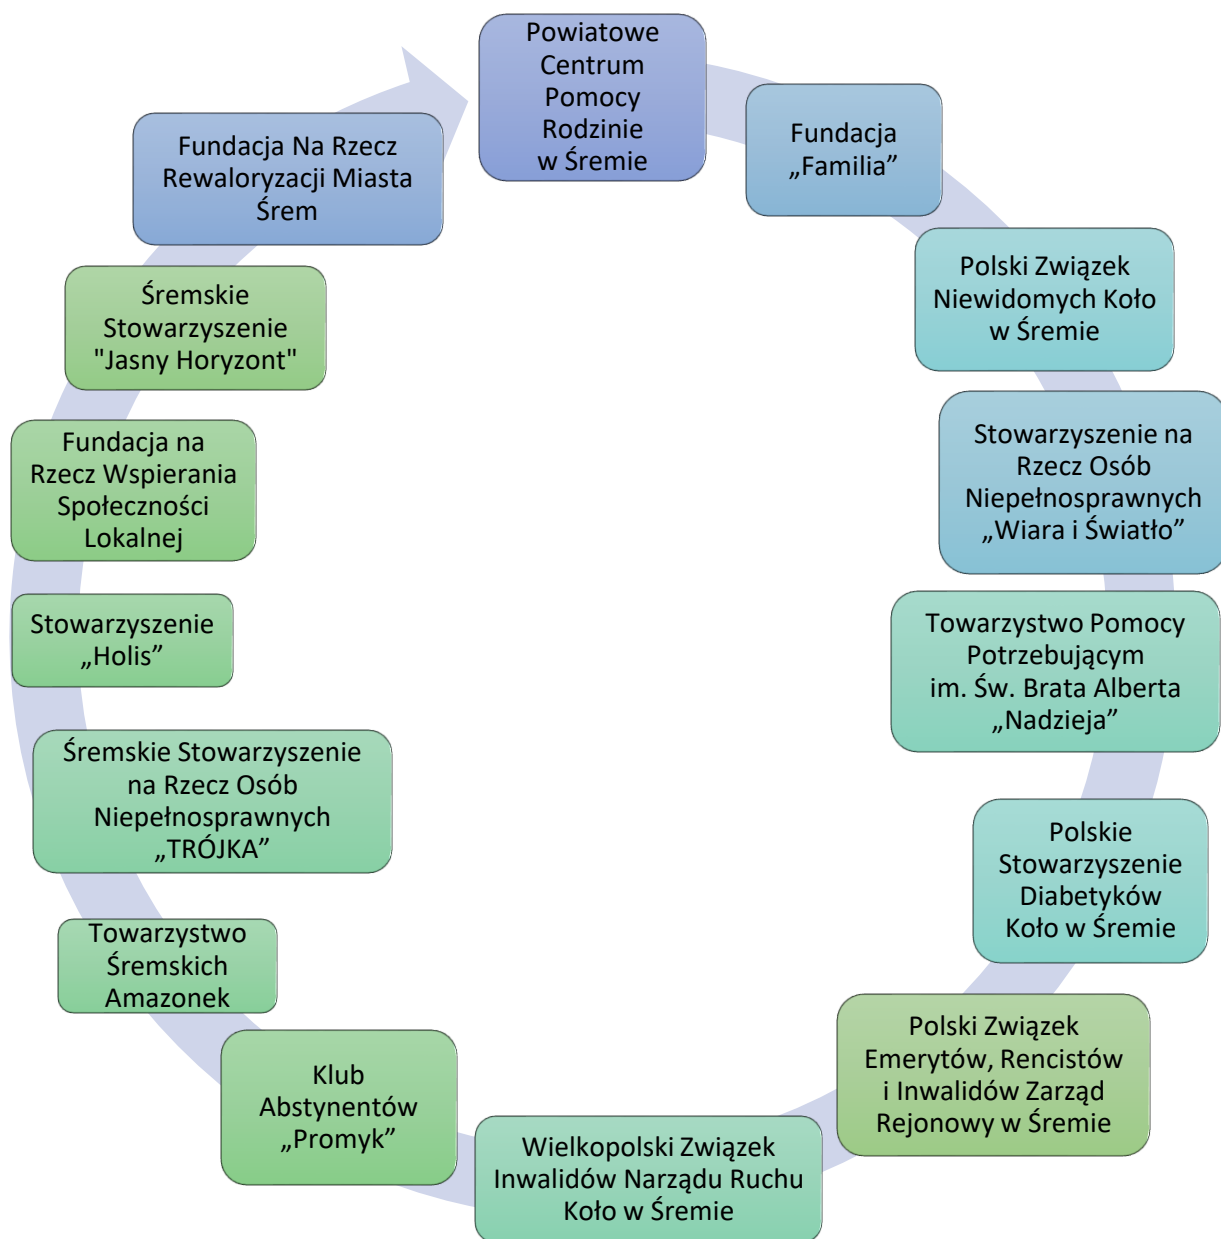 Powiatowe
Centrum
Pomocy
Rodzinie
w Śremie
Fundacja
„Familia”
Polski Związek
Niewidomych Koło
w Śremie
Stowarzyszenie na
Rzecz Osób
Niepełnosprawnych
„Wiara i Światło”
Towarzystwo Pomocy
Potrzebującym
im. Św. Brata Alberta
„Nadzieja”
Polskie
Stowarzyszenie
Diabetyków
Koło w Śremie
Polski Związek
Emerytów, Rencistów
i Inwalidów Zarząd
Rejonowy w Śremie
Wielkopolski Związek
Inwalidów Narządu Ruchu
Koło w Śremie
Klub
Abstynentów
„Promyk”
Towarzystwo
Śremskich
Amazonek
Śremskie Stowarzyszenie
na Rzecz Osób
Niepełnosprawnych
„TRÓJKA”
Stowarzyszenie
„Holis”
Fundacja na
Rzecz Wspierania
Społeczności
Lokalnej
Śremskie
Stowarzyszenie
"Jasny Horyzont"
Fundacja Na Rzecz
Rewaloryzacji Miasta
Śrem